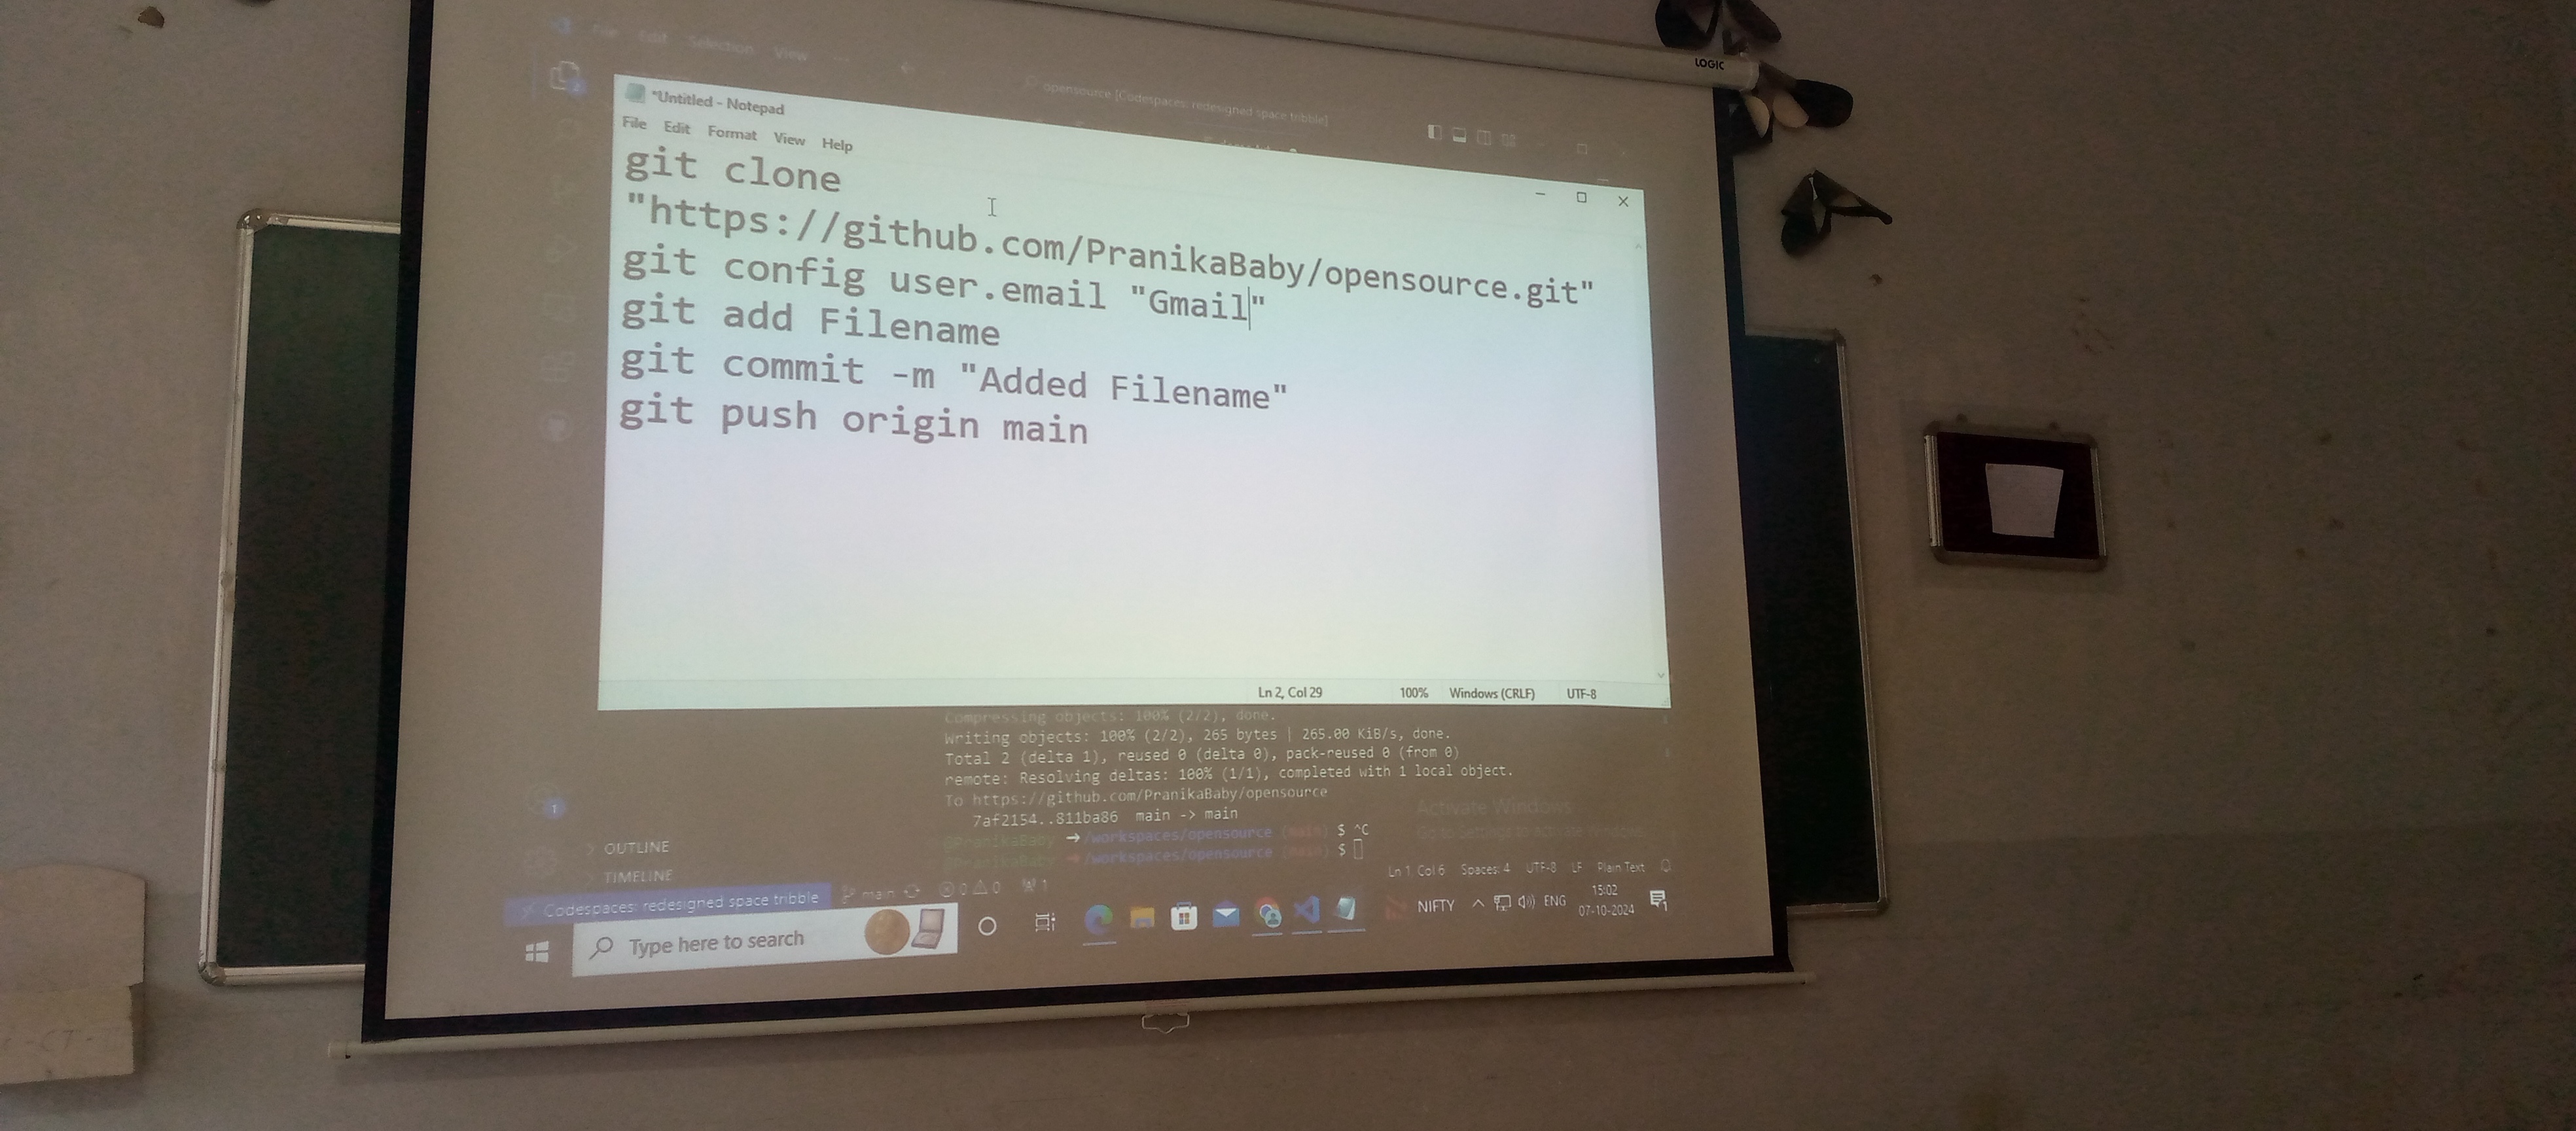 File Edit Selection View
opensource [Codespaces: redesigned space tribble]
LOGIC
*Untitled - Notepad
File Edit Format View Help
git clone
"https://github.com/PranikaBaby/opensource.git"
git config user.email "Gmail"
git add Filename
git commit -m "Added Filename"
git push origin main
Ln 2, Col 29 100% Windows (CRLF) UTF-8
Compressing objects: 100% (2/2), done.
Writing objects: 100% (2/2), 265 bytes | 265.00 KiB/s, done.
Total 2 (delta 1), reused 0 (delta 0), pack-reused 0 (from 0)
remote: Resolving deltas: 100% (1/1), completed with 1 local object.
To https://github.com/PranikaBaby/opensource
7af2154..811ba86 main -> main
@PranikaBaby → /workspaces/opensource (main) $ ^C
@PranikaBaby → /workspaces/opensource (main) $
Activate Windows
OUTLINE
TIMELINE
Ln 1, Col 6 Spaces: 4 UTF-8 LF Plain Text
Codespaces: redesigned space tribble main 0 0 1
Type here to search
NIFTY ENG 15:02
07-10-2024